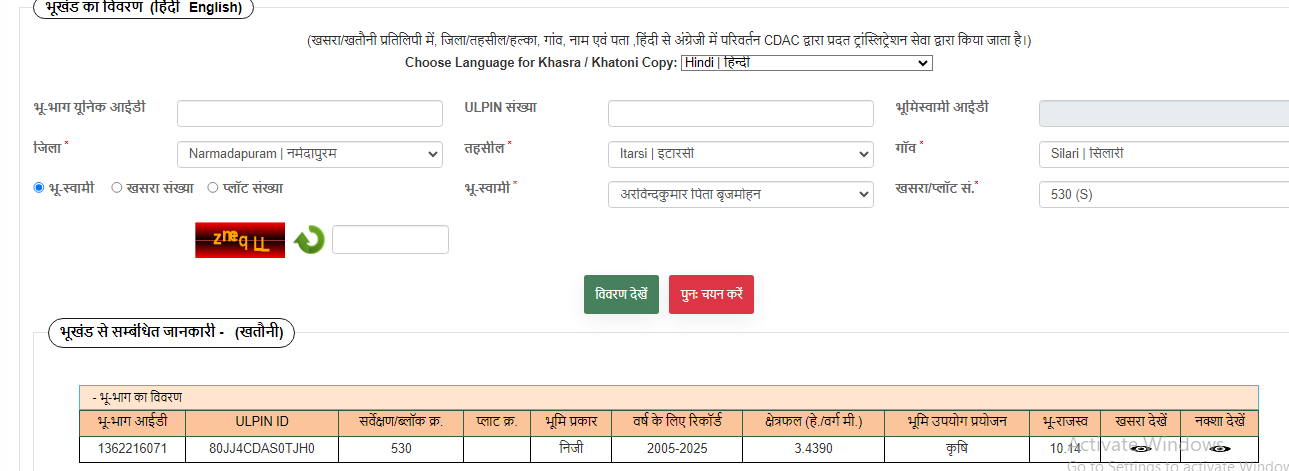 भूखंड का विवरण (हिंदी English)
(खसरा/खतौनी प्रतिलिपी में, जिला/तहसील/हल्का, गांव, नाम एवं पता ,हिंदी से अंग्रेजी में परिवर्तन CDAC द्वारा प्रदत ट्रांस्लिट्रेशन सेवा द्वारा किया जाता है।)
Choose Language for Khasra / Khatoni Copy: Hindi | हिन्दी
भू-भाग यूनिक आईडी ULPIN संख्या भूमिस्वामी आईडी
जिला * Narmadapuram | नर्मदापुरम तहसील * Itarsi | इटारसी गाँव * Silari | सिलारी
भू-स्वामी खसरा संख्या प्लॉट संख्या भू-स्वामी * अरविन्दकुमार पिता बृजमोहन खसरा/प्लॉट सं.* 530 (S)
विवरण देखें पुनः चयन करें
भूखंड से सम्बंधित जानकारी - (खतौनी)
- भू-भाग का विवरण
भू-भाग आईडी ULPIN ID सर्वेक्षण/ब्लॉक क्र. प्लाट क्र. भूमि प्रकार वर्ष के लिए रिकॉर्ड क्षेत्रफल (हे./वर्ग मी.) भूमि उपयोग प्रयोजन भू-राजस्व खसरा देखें नक्शा देखें
1362216071 80JJ4CDAS0TJH0 530 निजी 2005-2025 3.4390 कृषि 10.14
Activate Windows
Go to Settings to activate Window